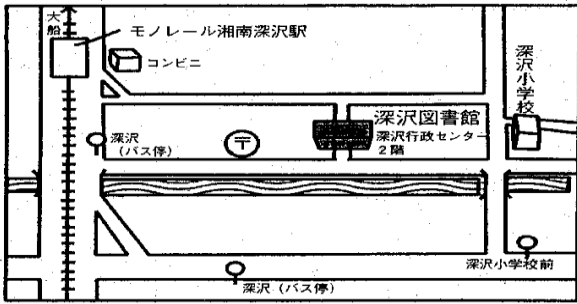 大船
モノレール湘南深沢駅
コンビニ
深沢小学校
深沢図書館
深沢行政センター
2階
深沢
(バス停)
〒
深沢小学校前
深沢(バス停)